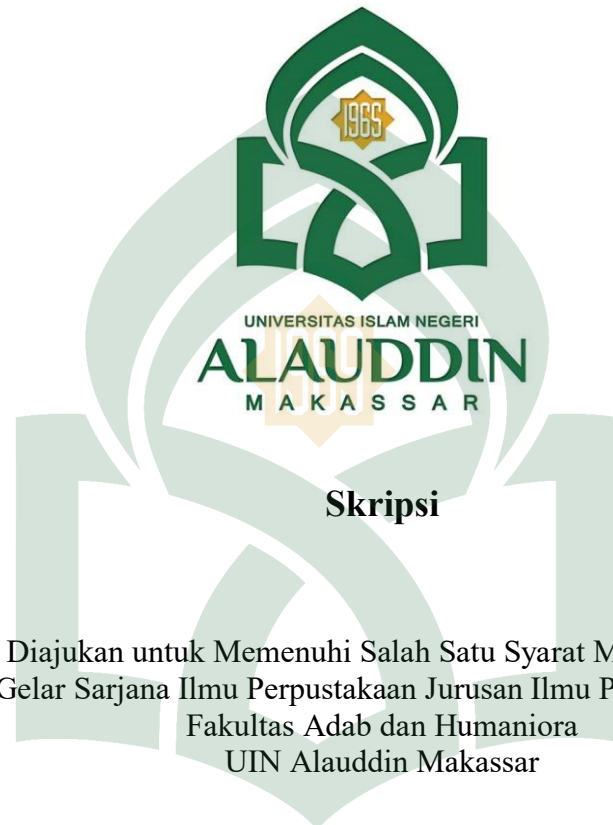 1965
UNIVERSITAS ISLAM NEGERI
ALAUDDIN
MAKASSAR
Skripsi
Diajukan untuk Memenuhi Salah Satu Syarat M
Gelar Sarjana Ilmu Perpustakaan Jurusan Ilmu P
Fakultas Adab dan Humaniora
UIN Alauddin Makassar